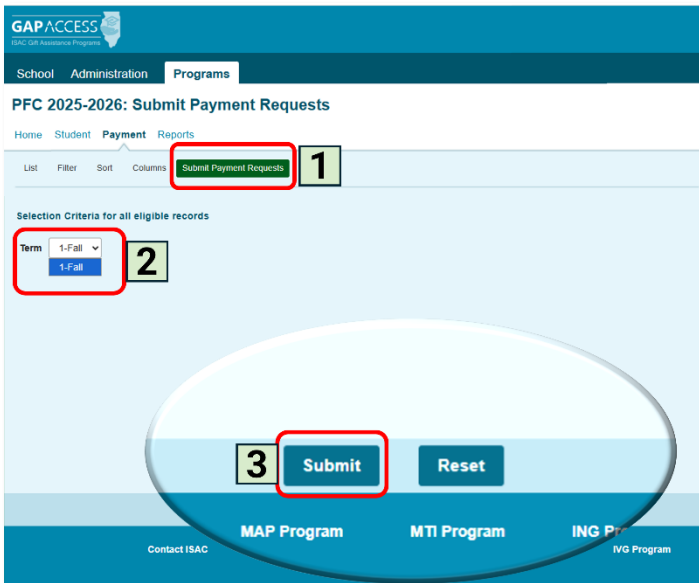 GAPACCESS
ISAC Gift Assistance Programs
School Administration Programs
PFC 2025-2026: Submit Payment Requests
Home Student Payment Reports
List Filter Sort Columns Submit Payment Requests
1
Selection Criteria for all eligible records
Term 1-Fall
1-Fall
2
3
Submit Reset
MAP Program MTI Program ING
Contact ISAC
IVG Program